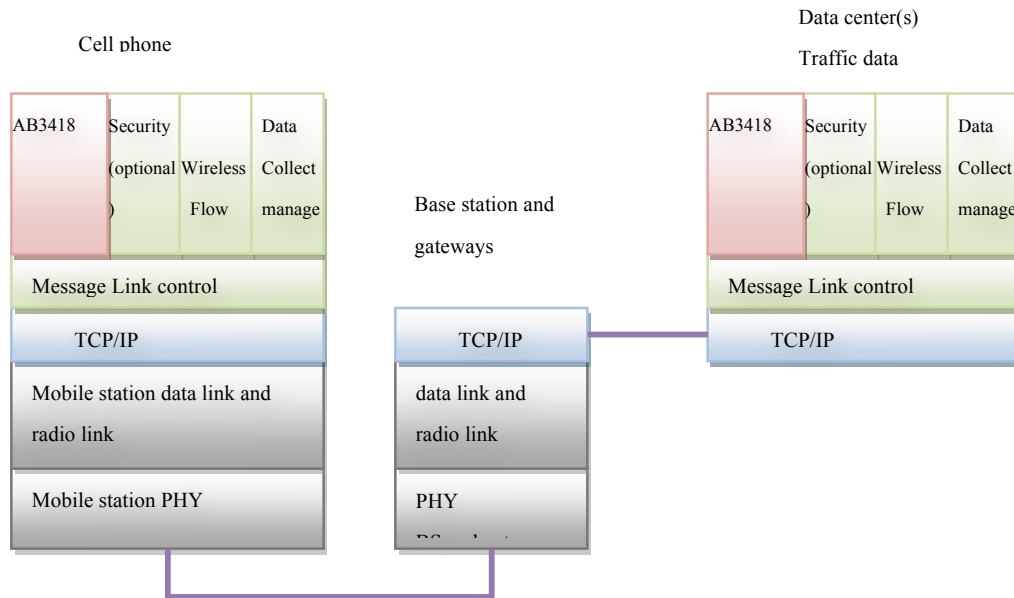 Cell phone
AB3418
Security
(optional
)
Wireless
Flow
Data
Collect
manage
Message Link control
TCP/IP
Mobile station data link and
radio link
Mobile station PHY
Base station and
gateways
TCP/IP
data link and
radio link
PHY
Data center(s)
Traffic data
AB3418
Security
(optional
)
Wireless
Flow
Data
Collect
manage
Message Link control
TCP/IP